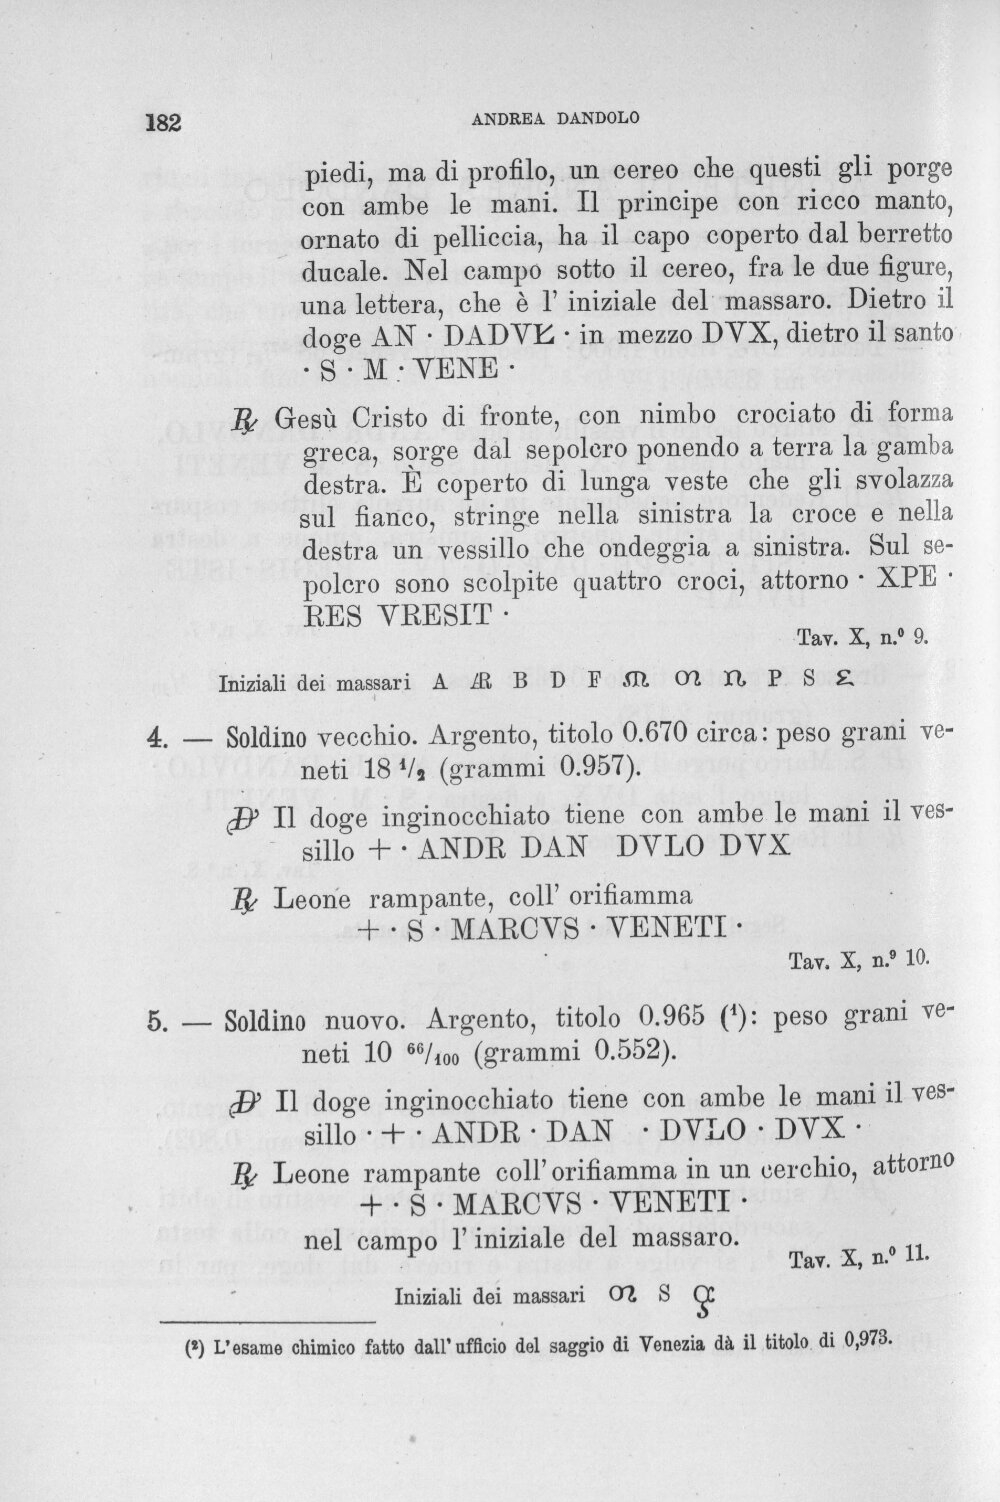 182
ANDREA DANDOLO
piedi, ma di profilo, un cereo che questi gli porge
con ambe le mani. Il principe con ricco manto,
ornato di pelliccia, ha il capo coperto dal berretto
ducale. Nel campo sotto il cereo, fra le due figure,
una lettera, che è l' iniziale del massaro. Dietro il
doge AN · DADVŁ · in mezzo DVX, dietro il santo
· S · M · VENE ·
℞ Gesù Cristo di fronte, con nimbo crociato di forma
greca, sorge dal sepolcro ponendo a terra la gamba
destra. È coperto di lunga veste che gli svolazza
sul fianco, stringe nella sinistra la croce e nella
destra un vessillo che ondeggia a sinistra. Sul se-
polcro sono scolpite quattro croci, attorno · XPE ·
RES VRESIT ·
Tav. X, n.º 9.
Iniziali dei massari A Æ B D F P S
4. — Soldino vecchio. Argento, titolo 0.670 circa: peso grani ve-
neti 18 ¹/₂ (grammi 0.957).
D' Il doge inginocchiato tiene con ambe le mani il ves-
sillo + · ANDR DAN DVLO DVX
℞ Leone rampante, coll' orifiamma
+ · S · MARCVS · VENETI ·
Tav. X, n.º 10.
5. — Soldino nuovo. Argento, titolo 0.965 (¹): peso grani ve-
neti 10 ⁶⁶/₁₀₀ (grammi 0.552).
D' Il doge inginocchiato tiene con ambe le mani il ves-
sillo · + · ANDR · DAN · DVLO · DVX ·
℞ Leone rampante coll' orifiamma in un cerchio, attorno
+ · S · MARCVS · VENETI ·
nel campo l' iniziale del massaro.
Tav. X, n.º 11.
Iniziali dei massari S
(²) L'esame chimico fatto dall' ufficio del saggio di Venezia dà il titolo di 0,973.